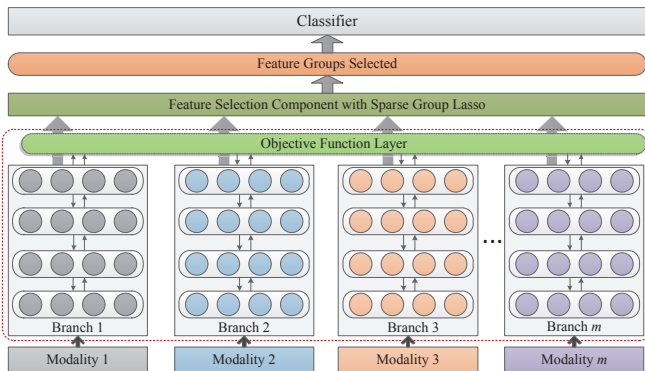 Classifier
Feature Groups Selected
Feature Selection Component with Sparse Group Lasso
Objective Function Layer
...
Branch 1 Branch 2 Branch 3 Branch m
Modality 1 Modality 2 Modality 3 Modality m